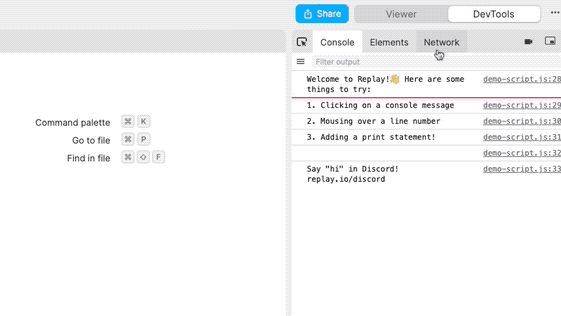 Share
Viewer
DevTools
Console
Elements
Network
Filter output
Welcome to Replay!👋 Here are some
things to try:
demo-script.js:28
1. Clicking on a console message
demo-script.js:29
2. Mousing over a line number
demo-script.js:30
3. Adding a print statement!
demo-script.js:31
demo-script.js:32
Say "hi" in Discord!
replay.io/discord
demo-script.js:33
Command palette ⌘ K
Go to file ⌘ P
Find in file ⌘ ⇧ F